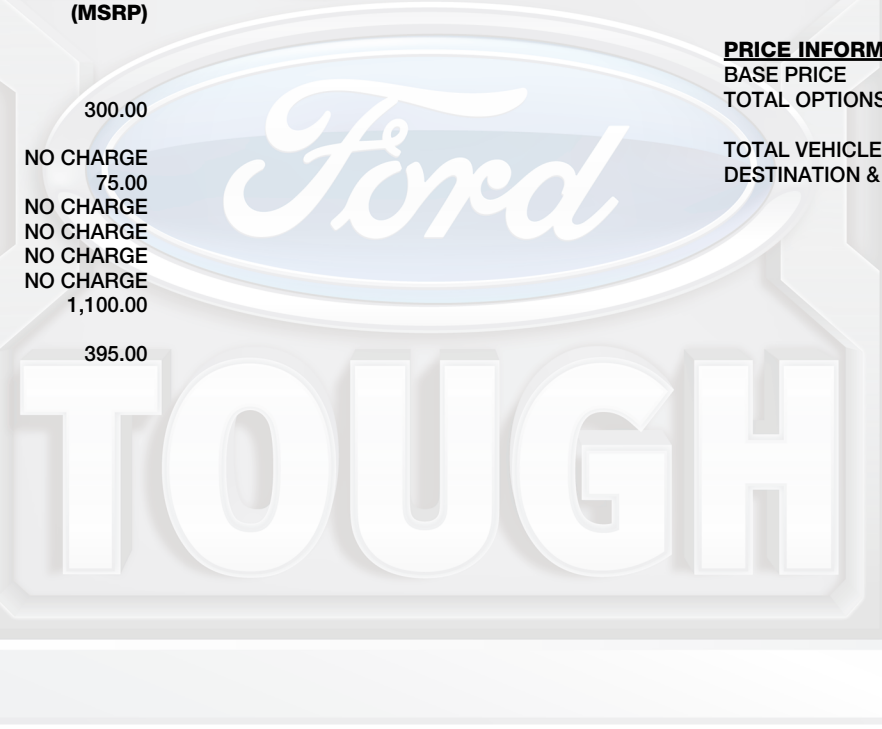 (MSRP)
300.00
NO CHARGE
75.00
NO CHARGE
NO CHARGE
NO CHARGE
NO CHARGE
1,100.00
395.00
PRICE INFORM
BASE PRICE
TOTAL OPTIONS
TOTAL VEHICLE
DESTINATION &
Ford
TOUGH